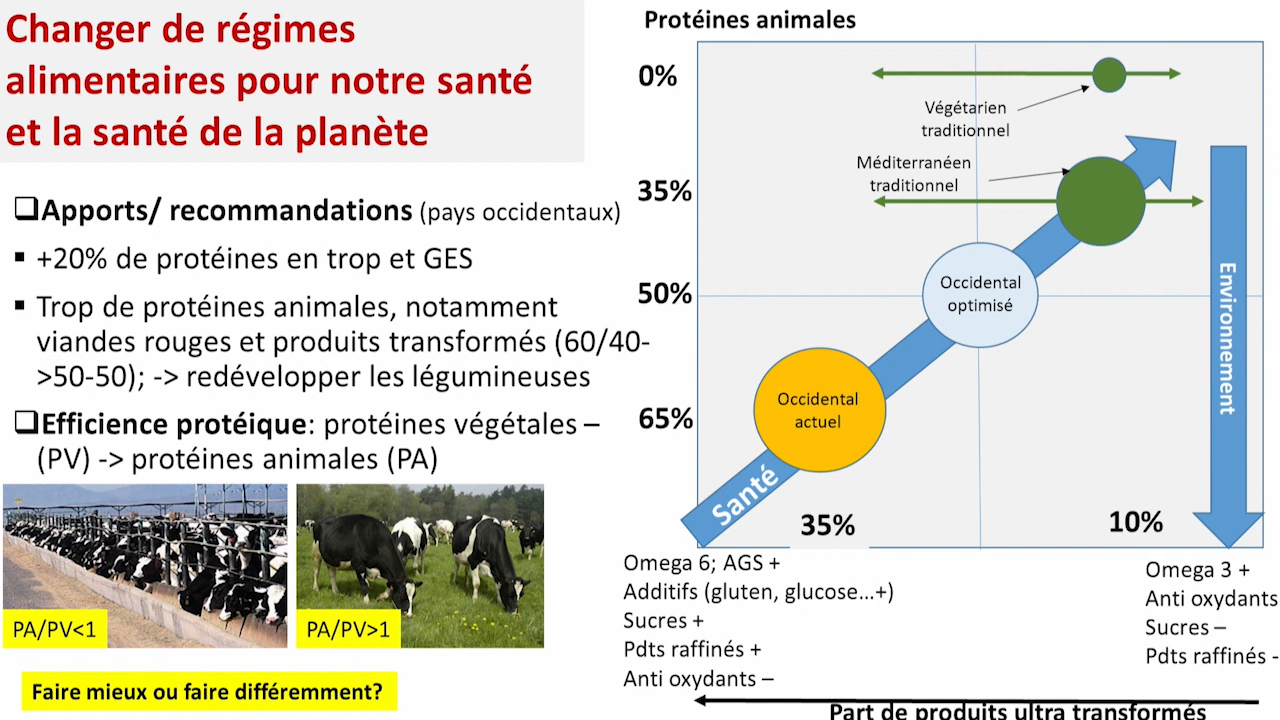 Changer de régimes
alimentaires pour notre santé
et la santé de la planète
❑Apports/ recommandations (pays occidentaux)
▪ +20% de protéines en trop et GES
▪ Trop de protéines animales, notamment
viandes rouges et produits transformés (60/40-
>50-50); -> redévelopper les légumineuses
❑Efficience protéique: protéines végétales –
(PV) -> protéines animales (PA)
PA/PV<1
PA/PV>1
Faire mieux ou faire différemment?
Protéines animales
0%
35%
50%
65%
Végétarien
traditionnel
Méditerranéen
traditionnel
Occidental
optimisé
Occidental
actuel
Santé
Environnement
35%
10%
Omega 6; AGS +
Additifs (gluten, glucose…+)
Sucres +
Pdts raffinés +
Anti oxydants –
Omega 3 +
Anti oxydants
Sucres –
Pdts raffinés -
Part de produits ultra transformés